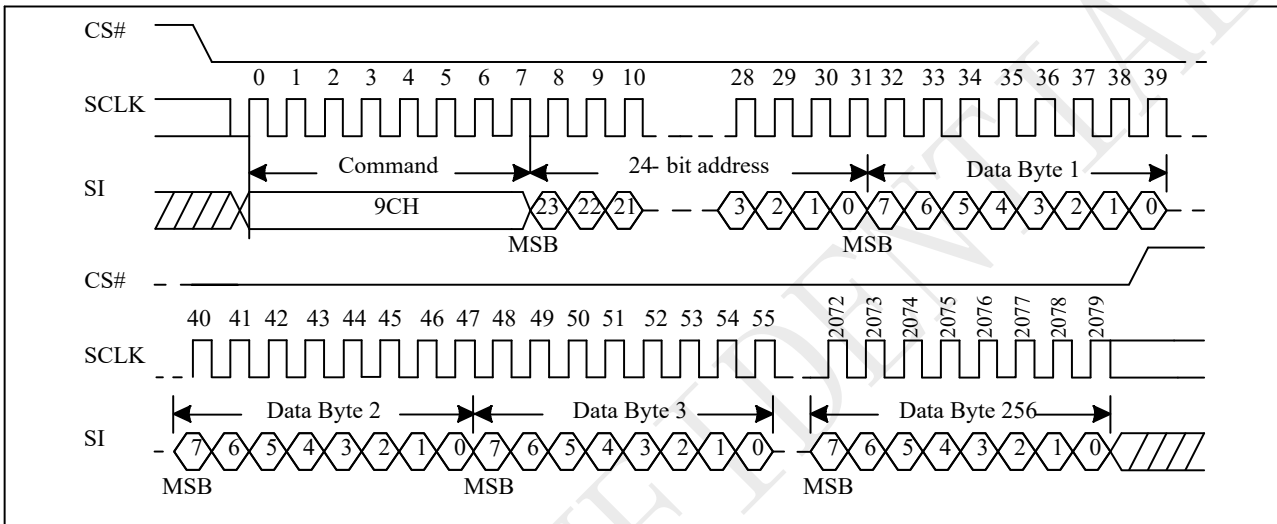 CS#
0 1 2 3 4 5 6 7 8 9 10 28 29 30 31 32 33 34 35 36 37 38 39
SCLK
Command 24- bit address Data Byte 1
SI
9CH 23 22 21 3 2 1 0 7 6 5 4 3 2 1 0
MSB MSB
CS#
40 41 42 43 44 45 46 47 48 49 50 51 52 53 54 55 2072 2073 2074 2075 2076 2077 2078 2079
SCLK
Data Byte 2 Data Byte 3 Data Byte 256
SI
7 6 5 4 3 2 1 0 7 6 5 4 3 2 1 0 7 6 5 4 3 2 1 0
MSB MSB MSB